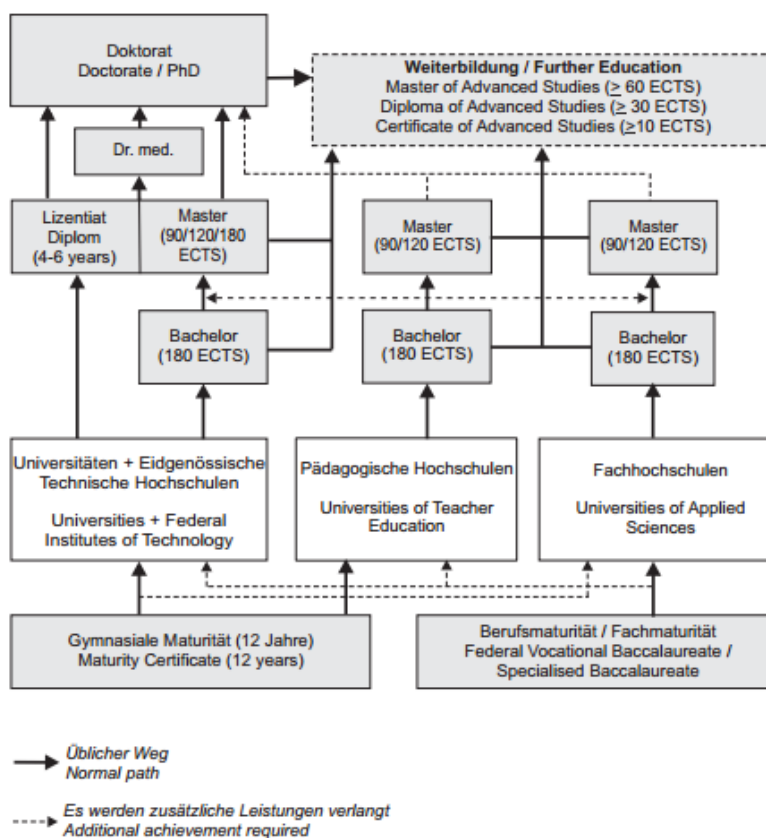 Doktorat
Doctorate / PhD
Weiterbildung / Further Education
Master of Advanced Studies (≥ 60 ECTS)
Diploma of Advanced Studies (≥ 30 ECTS)
Certificate of Advanced Studies (≥10 ECTS)
Dr. med.
Lizentiat
Diplom
(4-6 years)
Master
(90/120/180
ECTS)
Master
(90/120 ECTS)
Master
(90/120 ECTS)
Bachelor
(180 ECTS)
Bachelor
(180 ECTS)
Bachelor
(180 ECTS)
Universitäten + Eidgenössische
Technische Hochschulen
Universities + Federal
Institutes of Technology
Pädagogische Hochschulen
Universities of Teacher
Education
Fachhochschulen
Universities of Applied
Sciences
Gymnasiale Maturität (12 Jahre)
Maturity Certificate (12 years)
Berufsmaturität / Fachmaturität
Federal Vocational Baccalaureate /
Specialised Baccalaureate
Üblicher Weg
Normal path
Es werden zusätzliche Leistungen verlangt
Additional achievement required